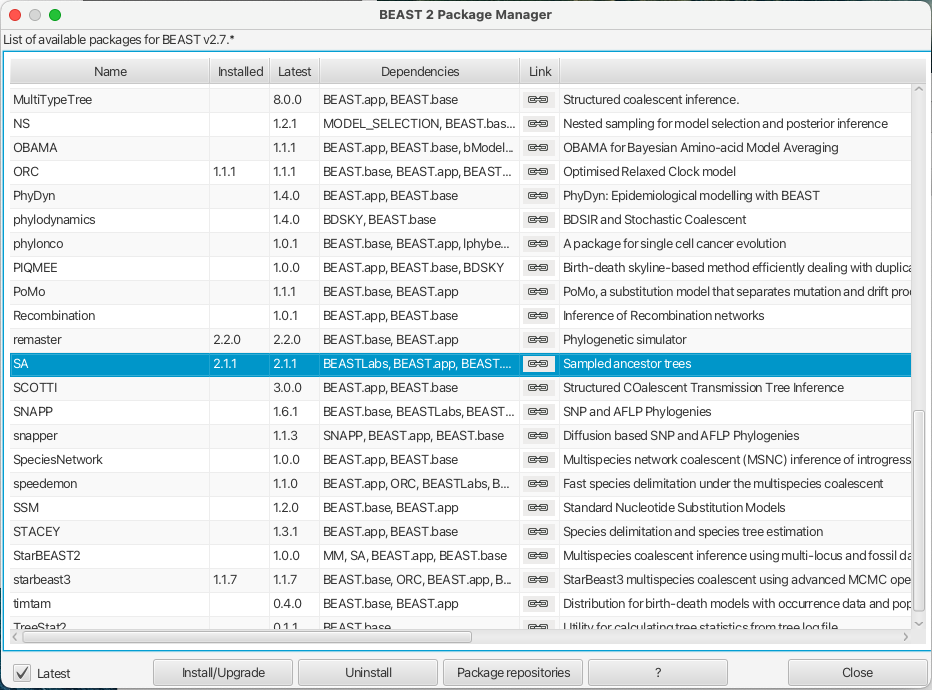 BEAST 2 Package Manager
List of available packages for BEAST v2.7.*
Name Installed Latest Dependencies Link
MultiTypeTree 8.0.0 BEAST.app, BEAST.base Structured coalescent inference.
NS 1.2.1 MODEL_SELECTION, BEAST.bas... Nested sampling for model selection and posterior inference
OBAMA 1.1.1 BEAST.app, BEAST.base, bModel... OBAMA for Bayesian Amino-acid Model Averaging
ORC 1.1.1 1.1.1 BEAST.base, BEAST.app, BEAST... Optimised Relaxed Clock model
PhyDyn 1.4.0 BEAST.app, BEAST.base PhyDyn: Epidemiological modelling with BEAST
phylodynamics 1.4.0 BDSKY, BEAST.base BDSIR and Stochastic Coalescent
phylonco 1.0.1 BEAST.base, BEAST.app, lphybe... A package for single cell cancer evolution
PIQMEE 1.0.0 BEAST.app, BEAST.base, BDSKY Birth-death skyline-based method efficiently dealing with duplica
PoMo 1.1.1 BEAST.base, BEAST.app PoMo, a substitution model that separates mutation and drift pro
Recombination 1.0.1 BEAST.app, BEAST.base Inference of Recombination networks
remaster 2.2.0 2.2.0 BEAST.base, BEAST.app Phylogenetic simulator
SA 2.1.1 2.1.1 BEASTLabs, BEAST.app, BEAST.... Sampled ancestor trees
SCOTTI 3.0.0 BEAST.app, BEAST.base Structured COalescent Transmission Tree Inference
SNAPP 1.6.1 BEAST.base, BEASTLabs, BEAST... SNP and AFLP Phylogenies
snapper 1.1.3 SNAPP, BEAST.app, BEAST.base Diffusion based SNP and AFLP Phylogenies
SpeciesNetwork 1.0.0 BEAST.app, BEAST.base Multispecies network coalescent (MSNC) inference of introgress
speedemon 1.1.0 BEAST.app, ORC, BEASTLabs, B... Fast species delimitation under the multispecies coalescent
SSM 1.2.0 BEAST.base, BEAST.app Standard Nucleotide Substitution Models
STACEY 1.3.1 BEAST.app, BEAST.base Species delimitation and species tree estimation
StarBEAST2 1.0.0 MM, SA, BEAST.app, BEAST.base Multispecies coalescent inference using multi-locus and fossil da
starbeast3 1.1.7 1.1.7 BEAST.base, ORC, BEAST.app, B... StarBeast3 multispecies coalescent using advanced MCMC ope
timtam 0.4.0 BEAST.base, BEAST.app Distribution for birth-death models with occurrence data and pop
TreeStat2 0.1.1 BEAST.base Utility for calculating tree statistics from tree log file
Latest Install/Upgrade Uninstall Package repositories ? Close